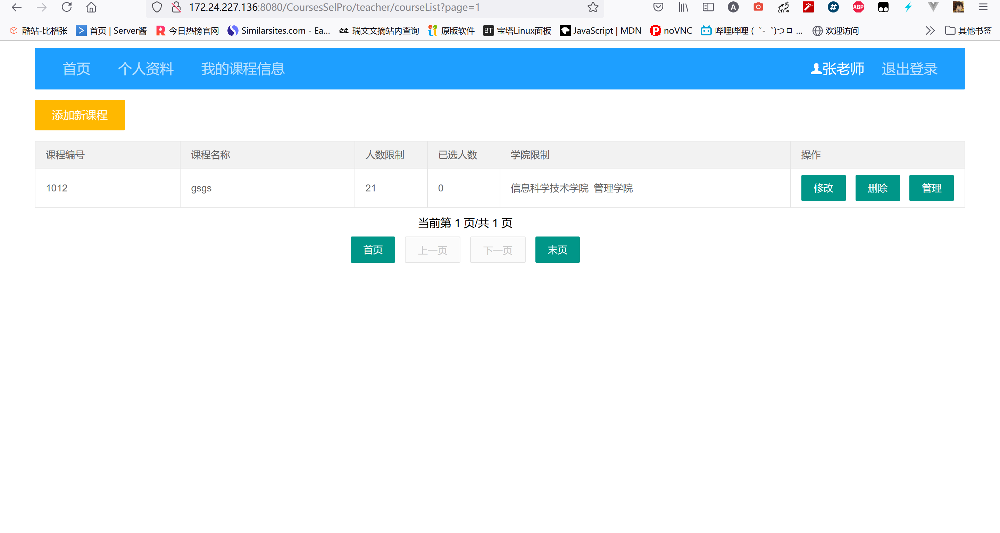 172.24.227.136:8080/CoursesSelPro/teacher/courseList?page=1
A 英 en # ABP
酷站-比格张 首页 | Server酱 今日热榜官网 Similarsites.com - Ea... 瑞文文摘站内查询 原版软件 BT 宝塔Linux面板 JavaScript | MDN noVNC 哔哩哔哩 ( ゜- ゜)つロ ... 欢迎访问 其他书签
首页 个人资料 我的课程信息 张老师 退出登录
添加新课程
课程编号 课程名称 人数限制 已选人数 学院限制 操作
1012 gsgs 21 0 信息科学技术学院 管理学院 修改 删除 管理
当前第 1 页/共 1 页
首页 上一页 下一页 末页